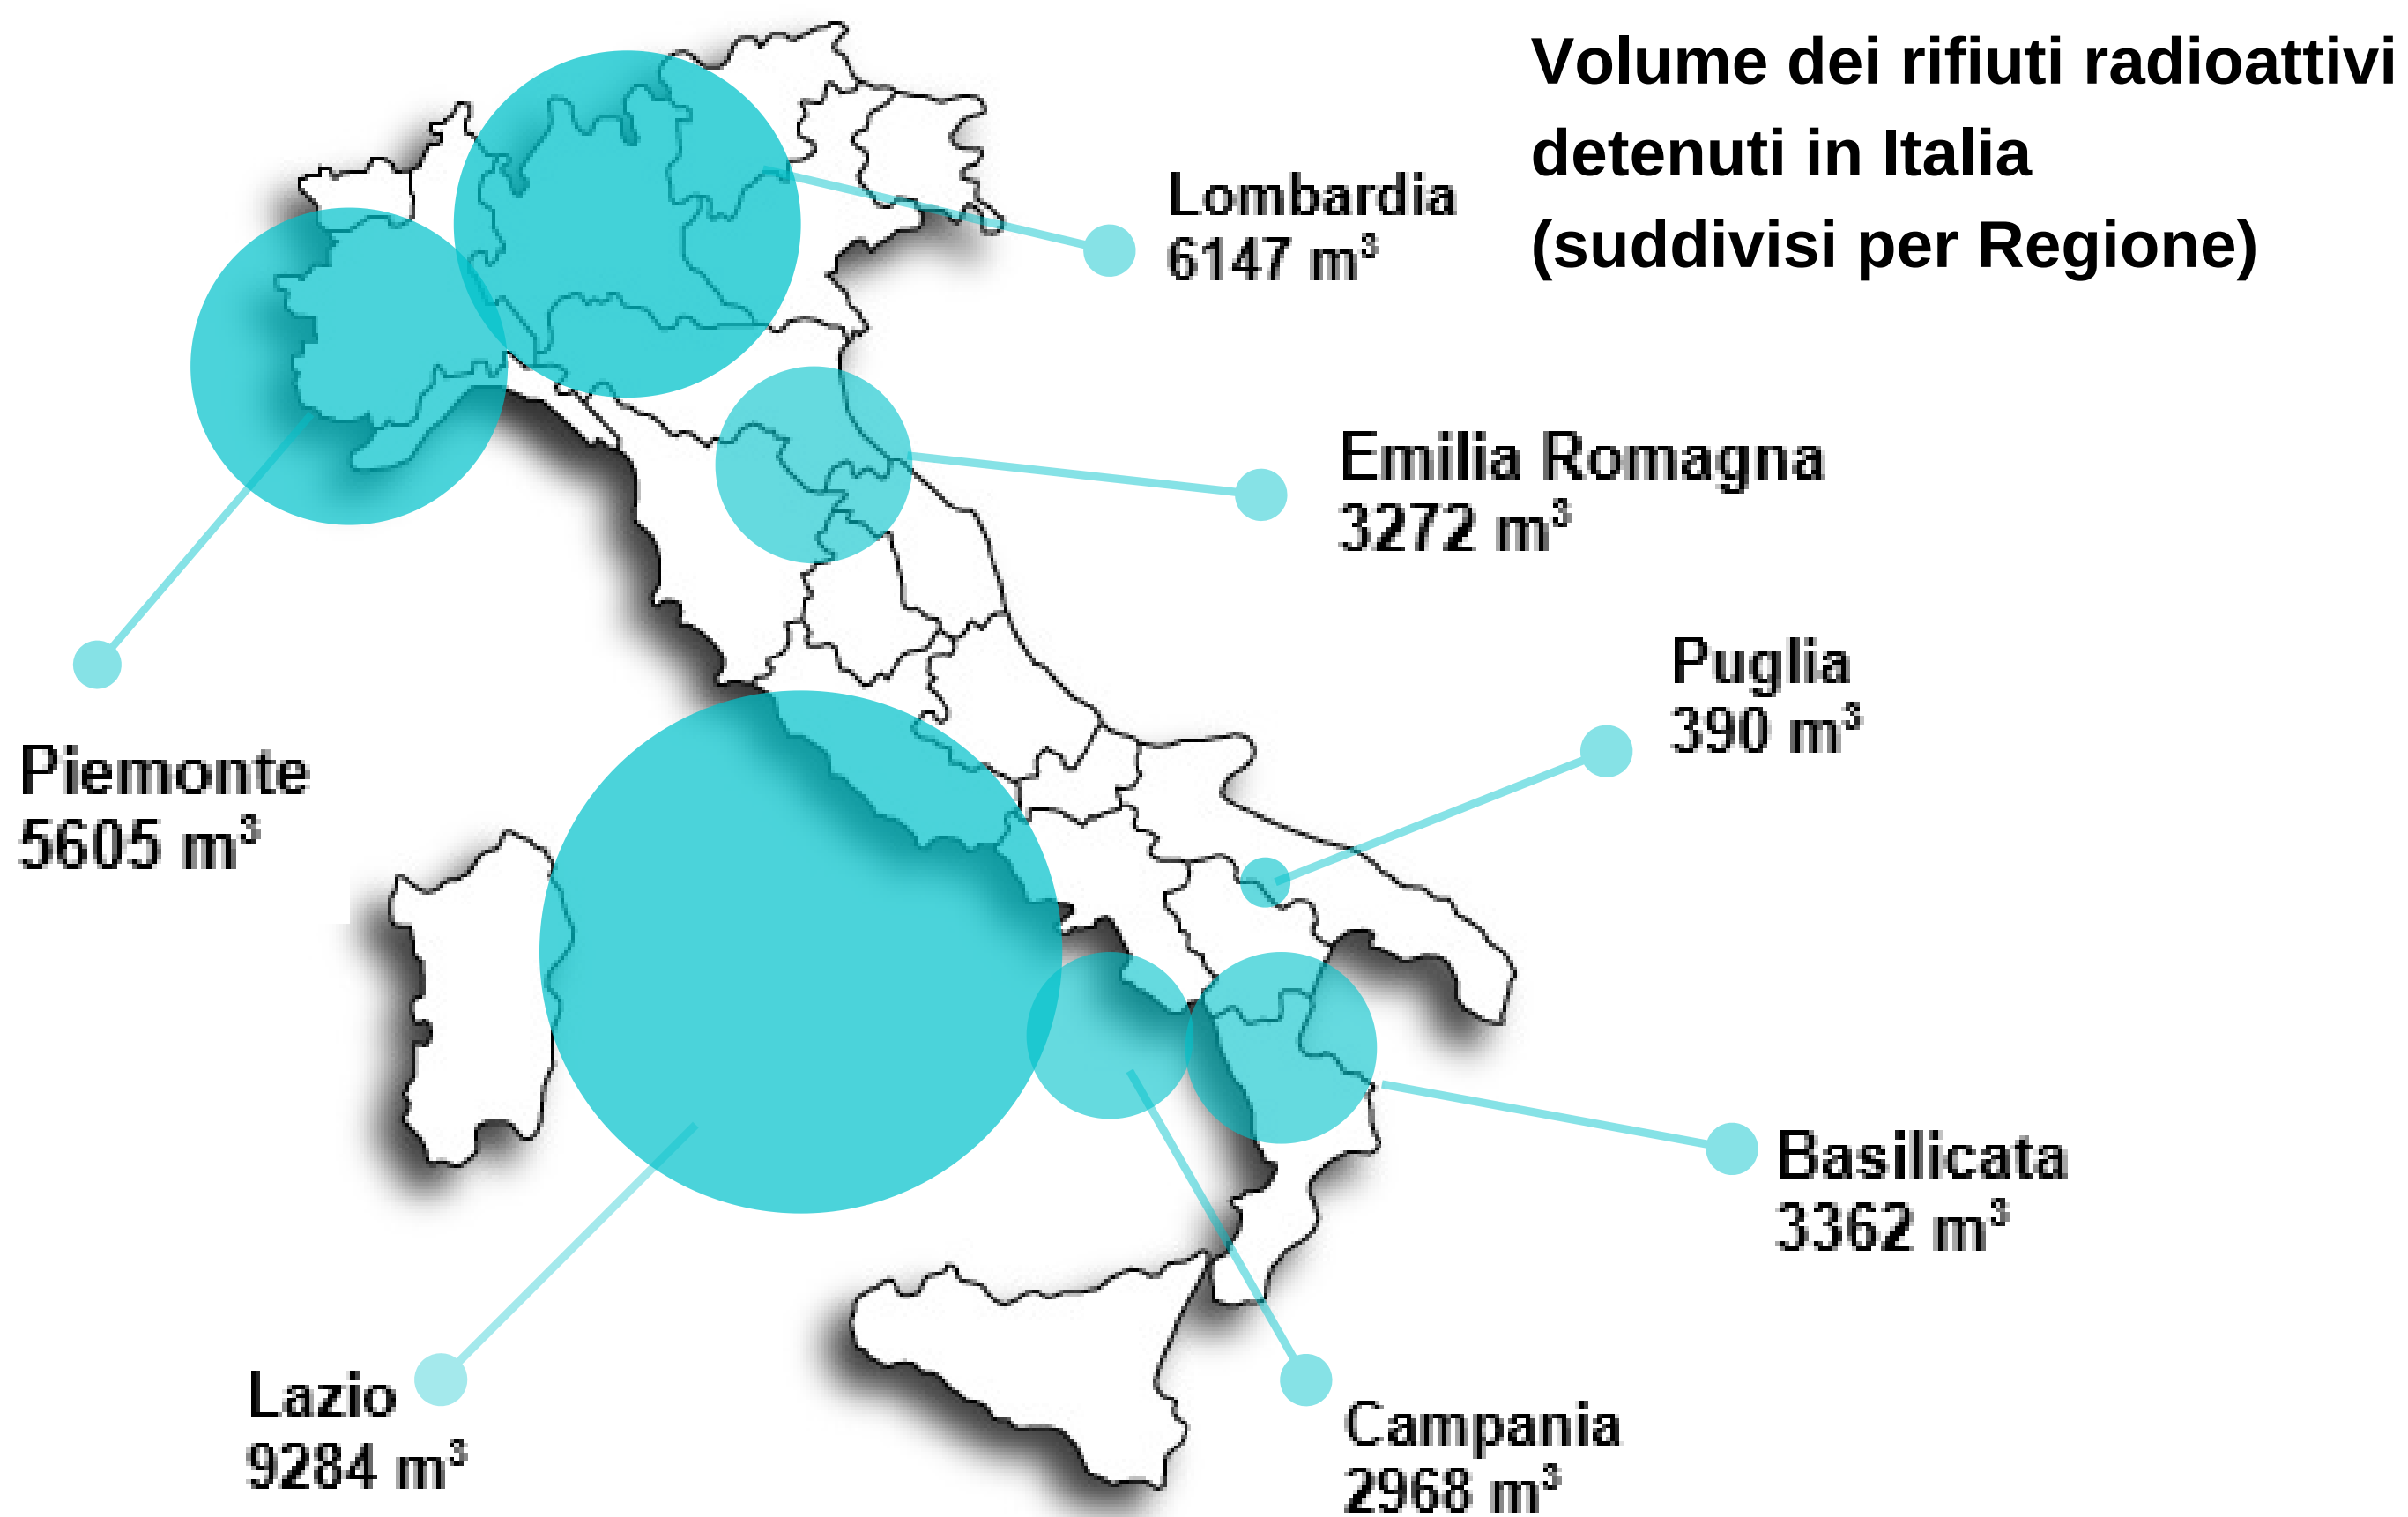 Volume dei rifiuti radioattivi
detenuti in Italia
(suddivisi per Regione)
Lombardia
6147 m³
Emilia Romagna
3272 m³
Puglia
390 m³
Piemonte
5605 m³
Basilicata
3362 m³
Lazio
9284 m³
Campania
2968 m³